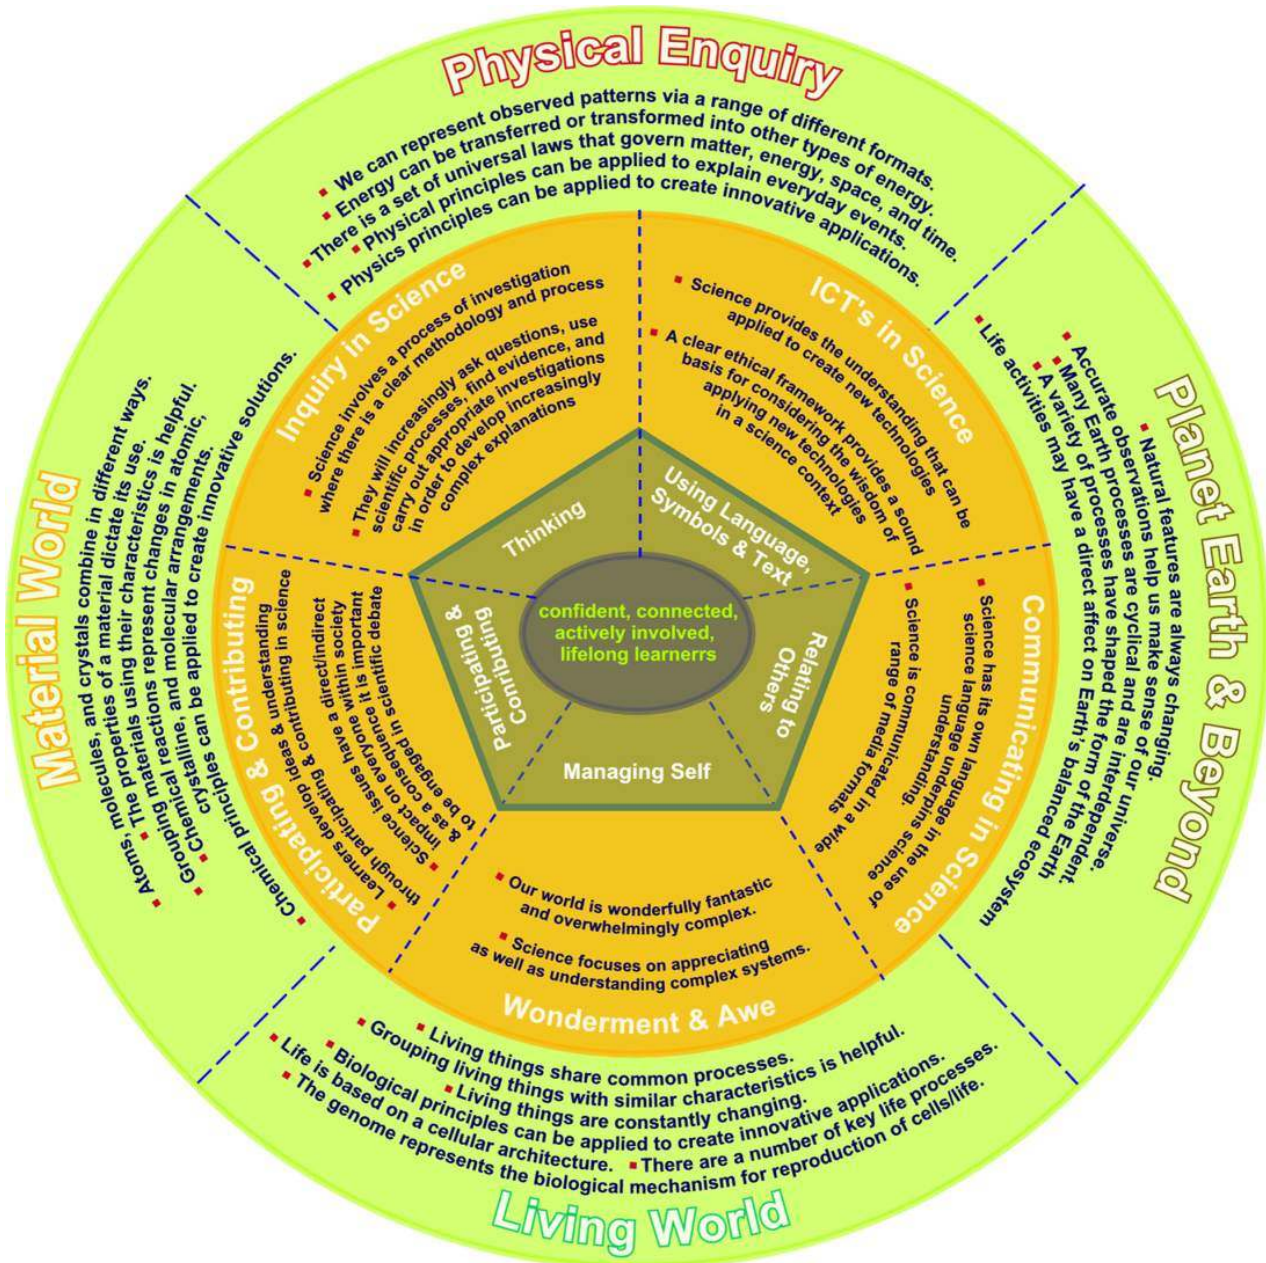 Physical Enquiry
We can represent observed patterns via a range of different formats.
Energy can be transferred or transformed into other types of energy.
There is a set of universal laws that govern matter, energy, space, and time.
Physical principles can be applied to explain everyday events.
Physics principles can be applied to create innovative applications.
Planet Earth & Beyond
Natural features are always changing.
Accurate observations help us make sense of our universe.
Many Earth processes are cyclical and are interdependent.
A variety of processes have shaped the form of the Earth
Life activities may have a direct affect on Earth's balanced ecosystem
Living World
Living things share common processes.
Grouping living things with similar characteristics is helpful.
Living things are constantly changing.
Biological principles can be applied to create innovative applications.
Life is based on a cellular architecture. There are a number of key life processes.
The genome represents the biological mechanism for reproduction of cells/life.
Material World
Atoms, molecules, and crystals combine in different ways.
The properties of a material dictate its use.
Grouping materials using their characteristics is helpful.
Chemical reactions represent changes in atomic,
crystalline, and molecular arrangements.
Chemical principles can be applied to create innovative solutions.
Inquiry in Science
Science involves a process of investigation
where there is a clear methodology and process
They will increasingly ask questions, use
scientific processes, find evidence, and
carry out appropriate investigations
in order to develop increasingly
complex explanations
ICT's in Science
Science provides the understanding that can be
applied to create new technologies
A clear ethical framework provides a sound
basis for considering the wisdom of
applying new technologies
in a science context
Communicating in Science
Science has its own language in the use of
science language underpins science
understanding.
Science is communicated in a wide
range of media formats
Wonderment & Awe
Our world is wonderfully fantastic
and overwhelmingly complex.
Science focuses on appreciating
as well as understanding complex systems.
Participating & Contributing
Learners develop ideas & understanding
through participating & contributing in science
Science issues have a direct/indirect
impact on everyone within society
& as a consequence it is important
to be engaged in scientific debate
Thinking
Using Language,
Symbols & Text
Relating to
Others
Managing Self
Participating &
Contributing
confident, connected,
actively involved,
lifelong learnerrs